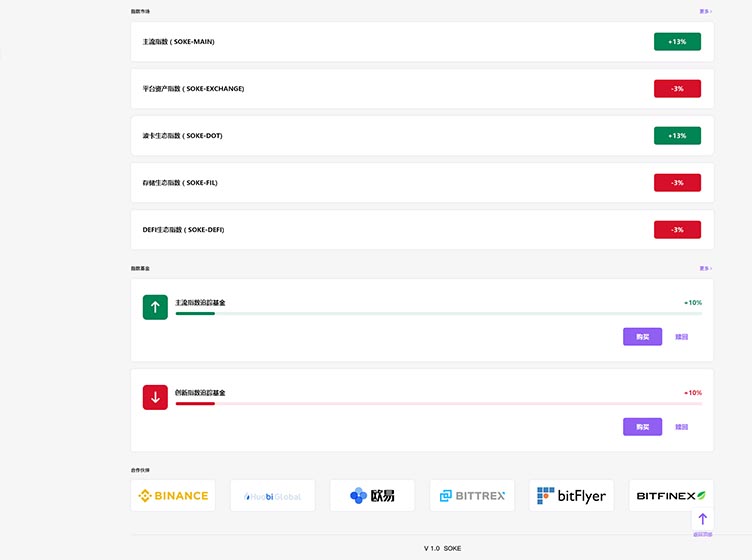 指数市场 更多 >
主流指数 ( SOKE-MAIN) +13%
平台资产指数 ( SOKE-EXCHANGE) -3%
波卡生态指数 ( SOKE-DOT) +13%
存储生态指数 ( SOKE-FIL) -3%
DEFI生态指数 ( SOKE-DEFI) -3%
指数基金 更多 >
主流指数追踪基金 +10%
购买 赎回
创新指数追踪基金 +10%
购买 赎回
合作伙伴
BINANCE Huobi Global 欧易 BITTREX bitFlyer BITFINEX
返回顶部
V 1.0 SOKE